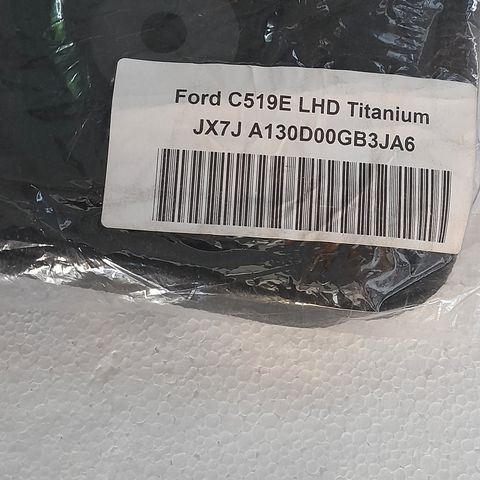 Ford C519E LHD Titanium
JX7J A130D00GB3JA6